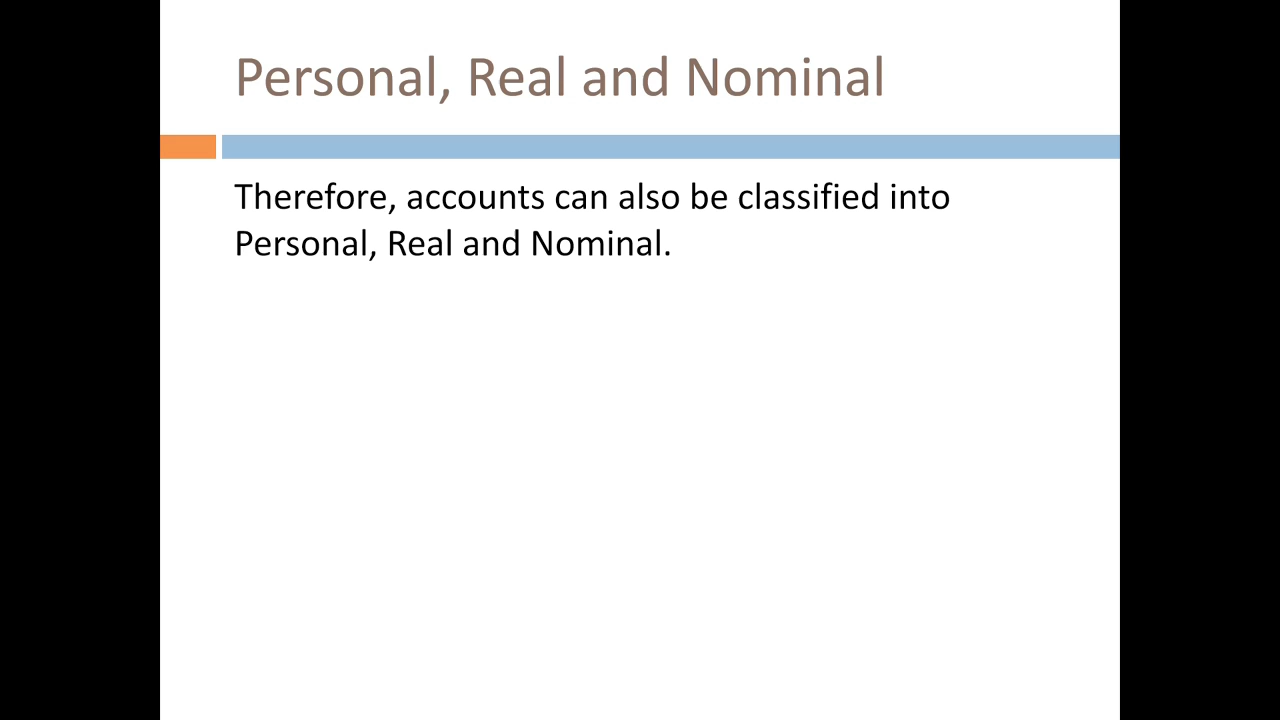 Personal, Real and Nominal
Therefore, accounts can also be classified into
Personal, Real and Nominal.